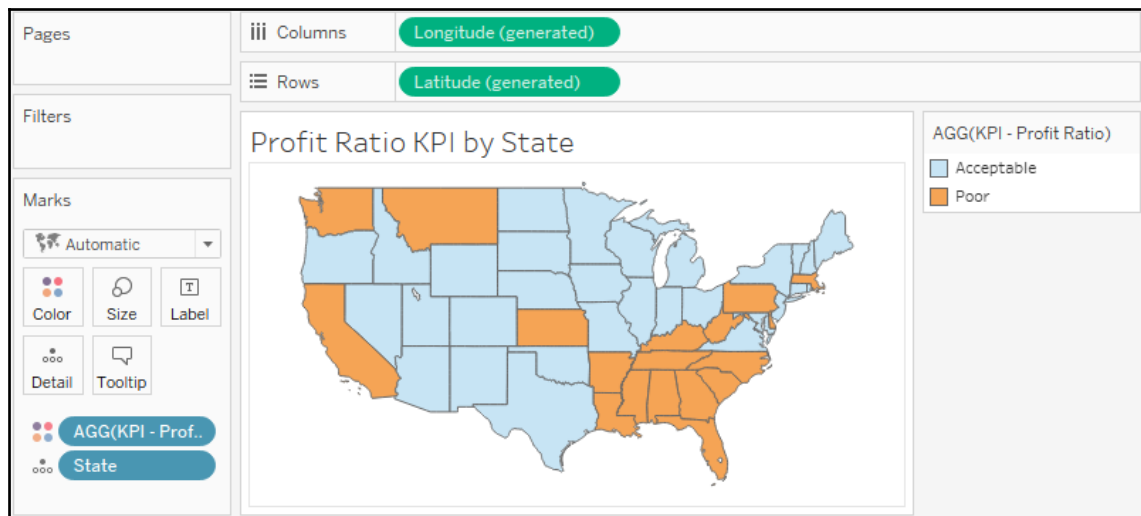 Pages
Columns
Longitude (generated)
Rows
Latitude (generated)
Filters
Marks
Automatic
Color
Size
T
Label
Detail
Tooltip
AGG(KPI - Prof..
State
Profit Ratio KPI by State
AGG(KPI - Profit Ratio)
Acceptable
Poor